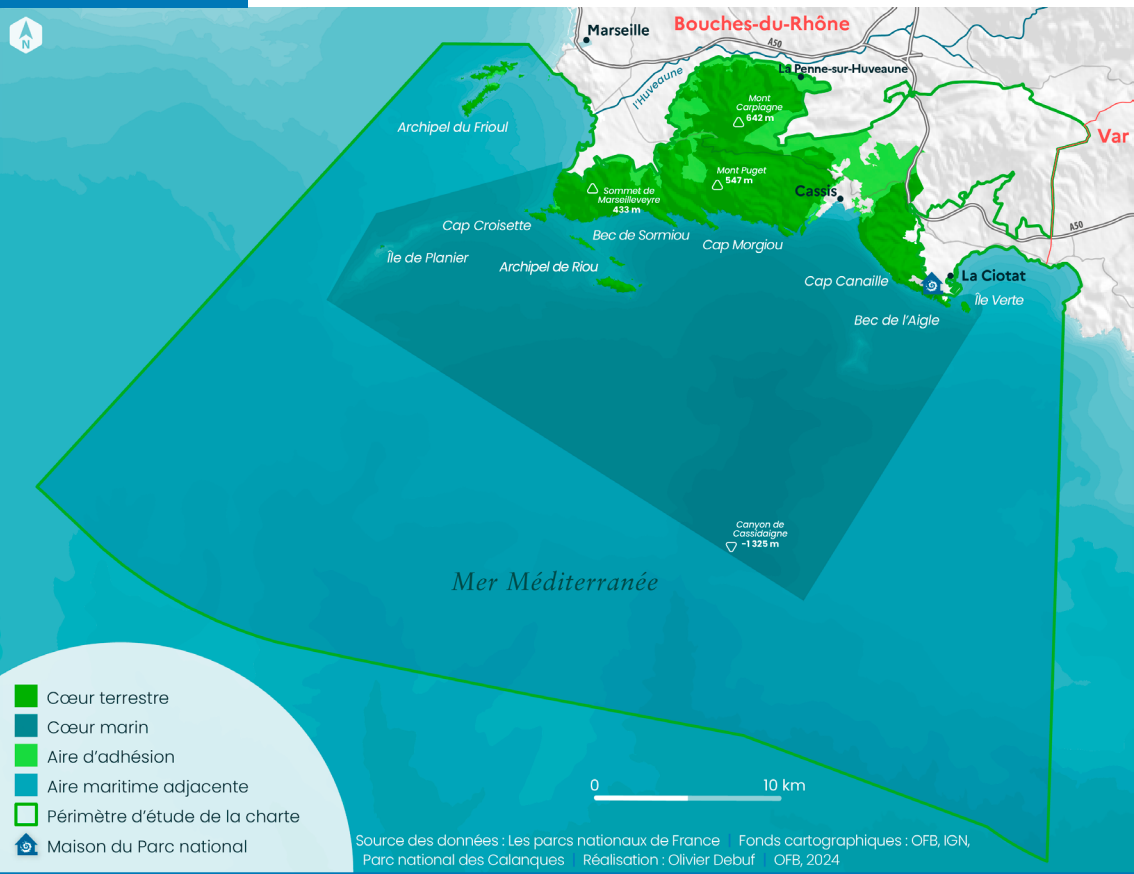 N
Marseille
Bouches-du-Rhône
A50
l'Huveaune
La Penne-sur-Huveaune
Mont
Carpiagne
642 m
Var
Archipel du Frioul
Mont Puget
547 m
Cassis
Sommet de
Marseilleveyre
433 m
Cap Croisette
Bec de Sormiou
Cap Morgiou
A50
Île de Planier
Archipel de Riou
Cap Canaille
La Ciotat
Île Verte
Bec de l'Aigle
Canyon de
Cassidaigne
-1 325 m
Mer Méditerranée
Cœur terrestre
Cœur marin
Aire d'adhésion
Aire maritime adjacente
Périmètre d'étude de la charte
Maison du Parc national
0 10 km
Source des données : Les parcs nationaux de France | Fonds cartographiques : OFB, IGN,
Parc national des Calanques | Réalisation : Olivier Debuf | OFB, 2024